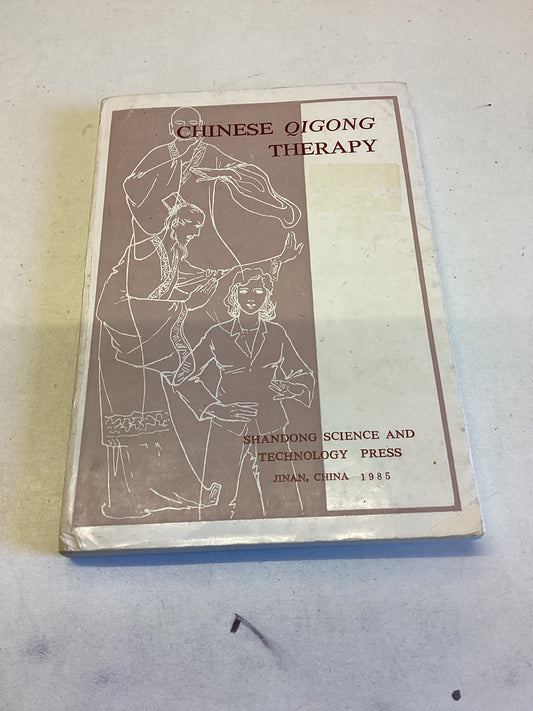 CHINESE QIGONG
THERAPY
SHANDONG SCIENCE AND
TECHNOLOGY PRESS
JINAN, CHINA 1985